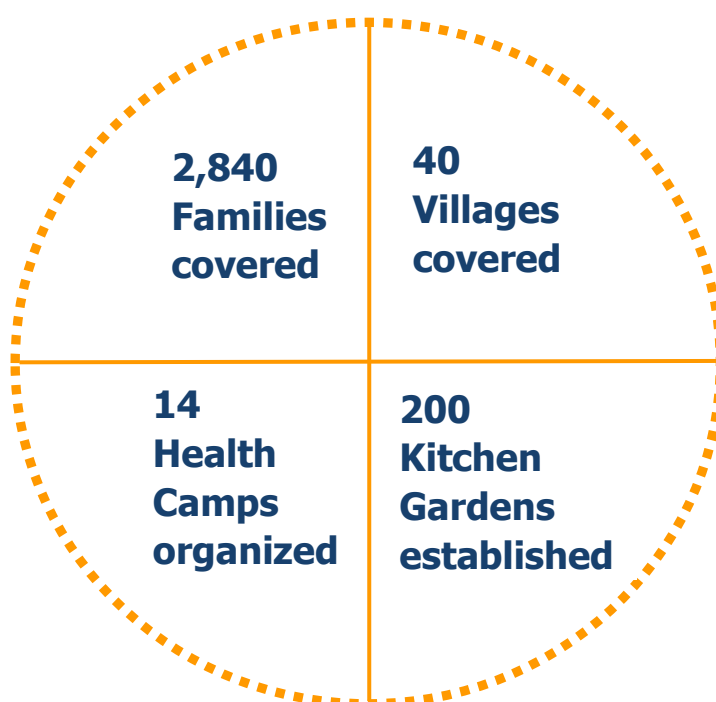 2,840
Families
covered
40
Villages
covered
14
Health
Camps
organized
200
Kitchen
Gardens
established